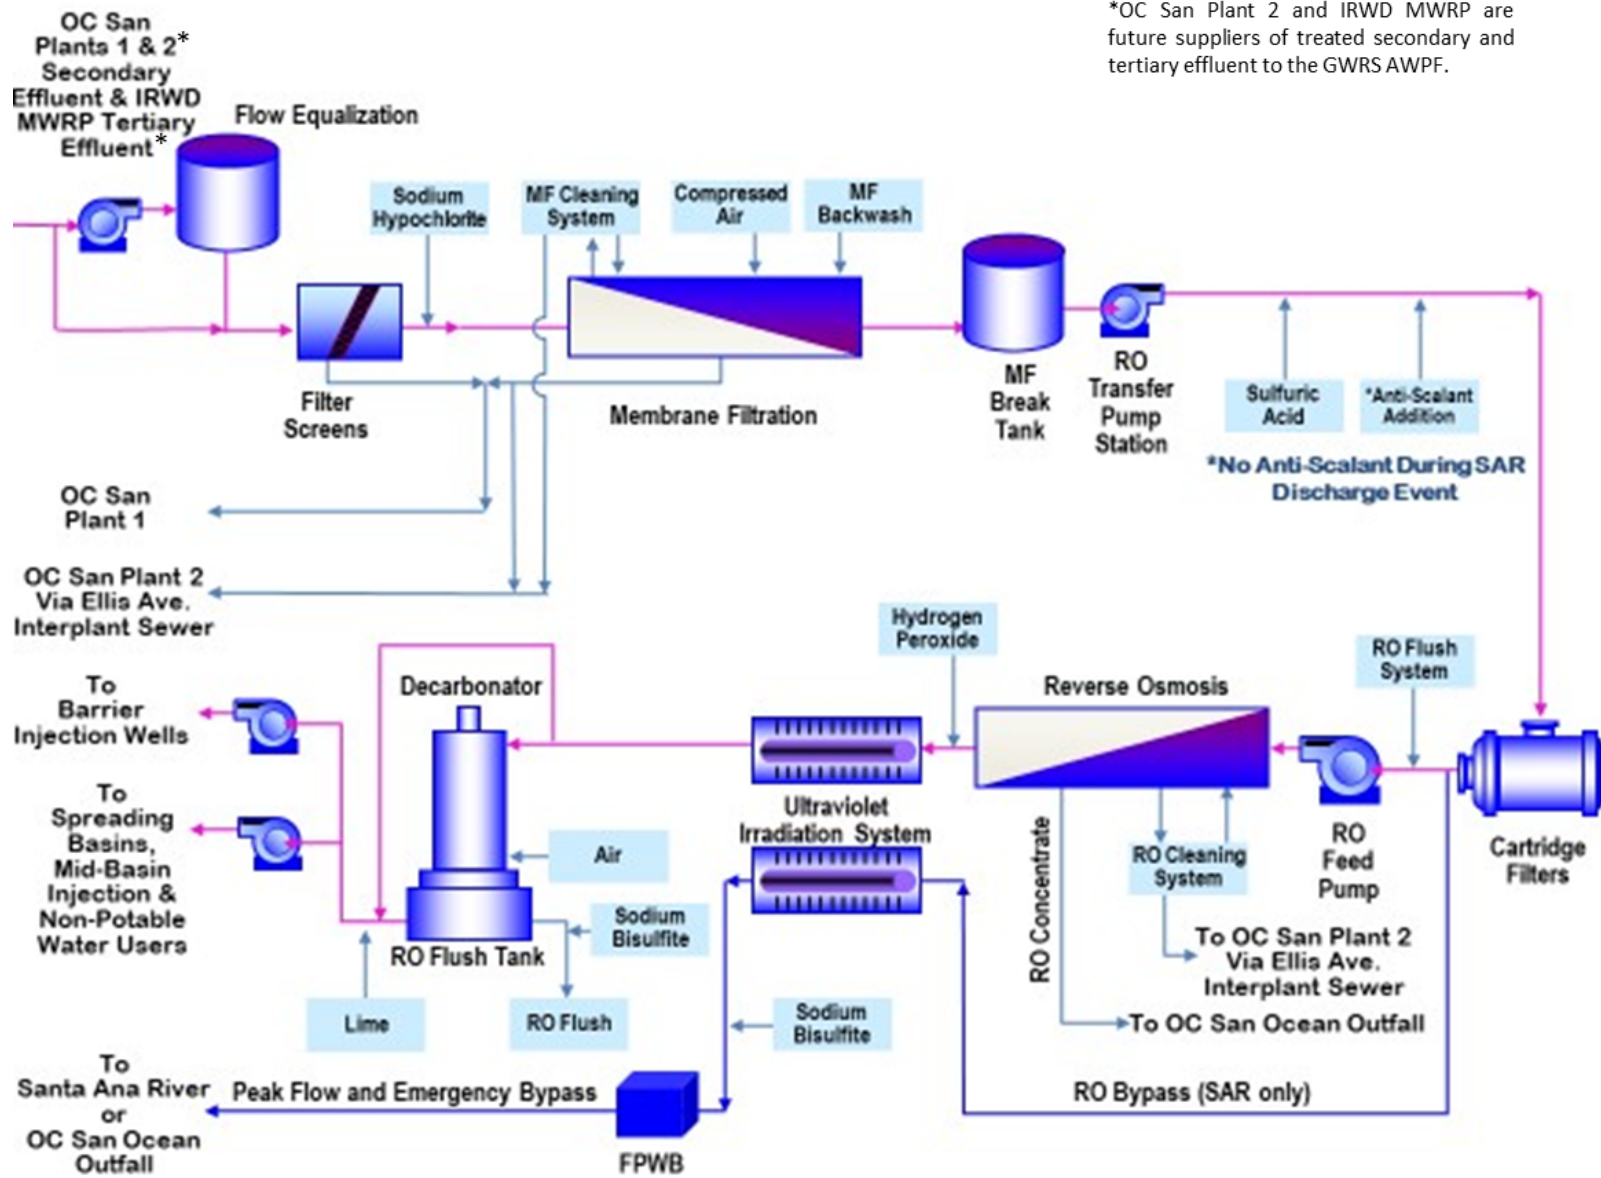 *OC San Plant 2 and IRWD MWRP are
future suppliers of treated secondary and
tertiary effluent to the GWRS AWPF.
OC San
Plants 1 & 2*
Secondary
Effluent & IRWD
MWRP Tertiary
Effluent*
Flow Equalization
Sodium
Hypochlorite
MF Cleaning
System
Compressed
Air
MF
Backwash
Filter
Screens
Membrane Filtration
MF
Break
Tank
RO
Transfer
Pump
Station
Sulfuric
Acid
*Anti-Scalant
Addition
*No Anti-Scalant During SAR
Discharge Event
OC San
Plant 1
OC San Plant 2
Via Ellis Ave.
Interplant Sewer
Hydrogen
Peroxide
RO Flush
System
To
Barrier
Injection Wells
Decarbonator
Reverse Osmosis
Ultraviolet
Irradiation System
To
Spreading
Basins,
Mid-Basin
Injection &
Non-Potable
Water Users
Air
Sodium
Bisulfite
RO Flush Tank
Lime
RO Flush
RO Concentrate
RO Cleaning
System
RO
Feed
Pump
Cartridge
Filters
To OC San Plant 2
Via Ellis Ave.
Interplant Sewer
To OC San Ocean Outfall
Sodium
Bisulfite
To
Santa Ana River
or
OC San Ocean
Outfall
Peak Flow and Emergency Bypass
FPWB
RO Bypass (SAR only)